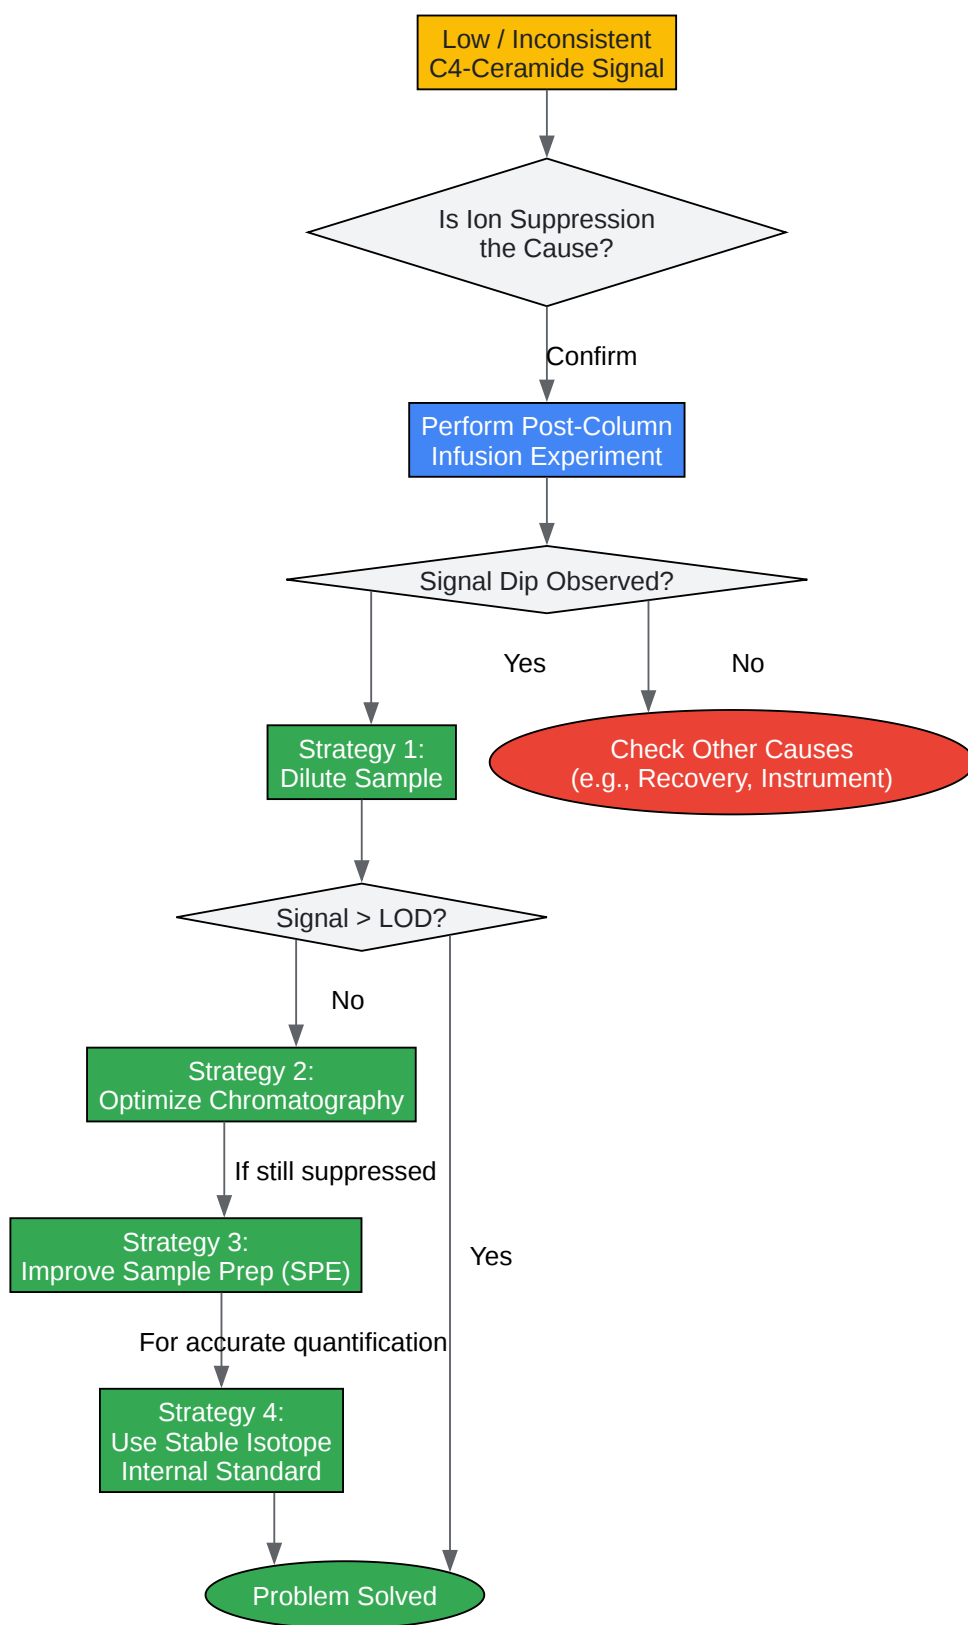 Low / Inconsistent
C4-Ceramide Signal
Is Ion Suppression
the Cause?
Confirm
Perform Post-Column
Infusion Experiment
Signal Dip Observed?
Yes
No
Strategy 1:
Dilute Sample
Check Other Causes
(e.g., Recovery, Instrument)
Signal > LOD?
No
Strategy 2:
Optimize Chromatography
If still suppressed
Strategy 3:
Improve Sample Prep (SPE)
Yes
For accurate quantification
Strategy 4:
Use Stable Isotope
Internal Standard
Problem Solved